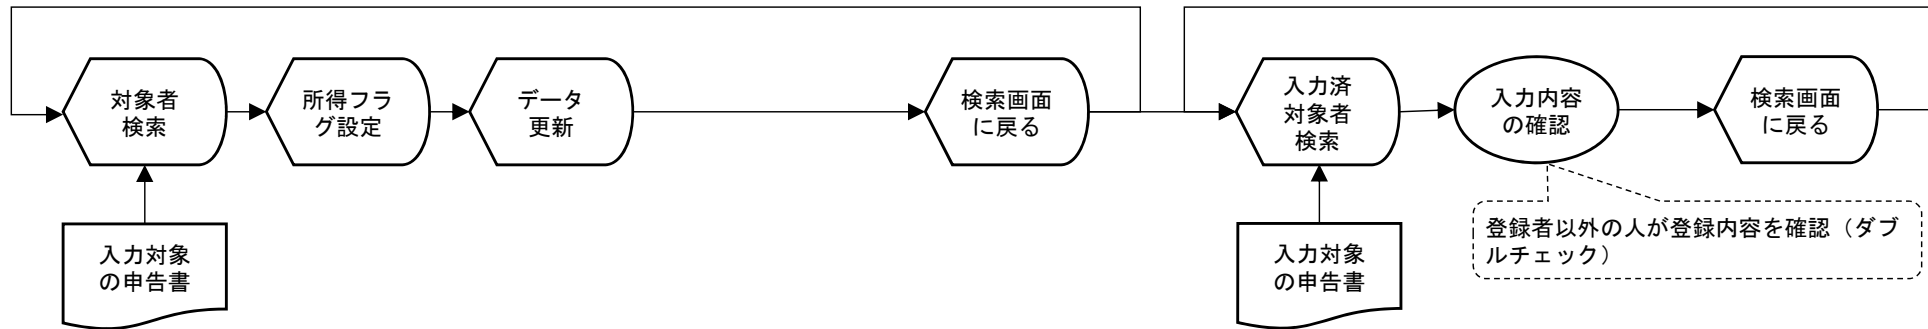 対象者
検索
所得フラ
グ設定
データ
更新
検索画面
に戻る
入力済
対象者
検索
入力内容
の確認
検索画面
に戻る
入力対象
の申告書
入力対象
の申告書
登録者以外の人が登録内容を確認（ダブ
ルチェック）